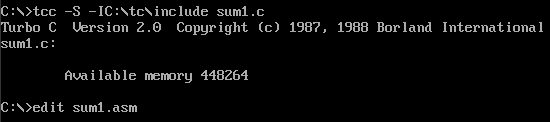 C:\>tcc -S -IC:\tc\include sum1.c
Turbo C  Version 2.0  Copyright (c) 1987, 1988 Borland International
sum1.c:
        Available memory 448264
C:\>edit sum1.asm